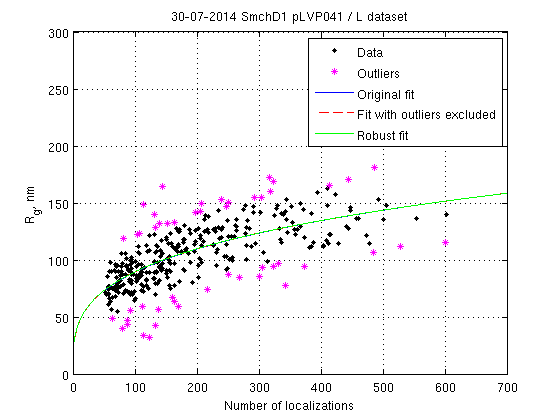 30-07-2014 SmchD1 pLVP041 / L dataset
Data
Outliers
Original fit
Fit with outliers excluded
Robust fit
300
250
200
150
100
50
0
Rg, nm
0 100 200 300 400 500 600 700
Number of localizations